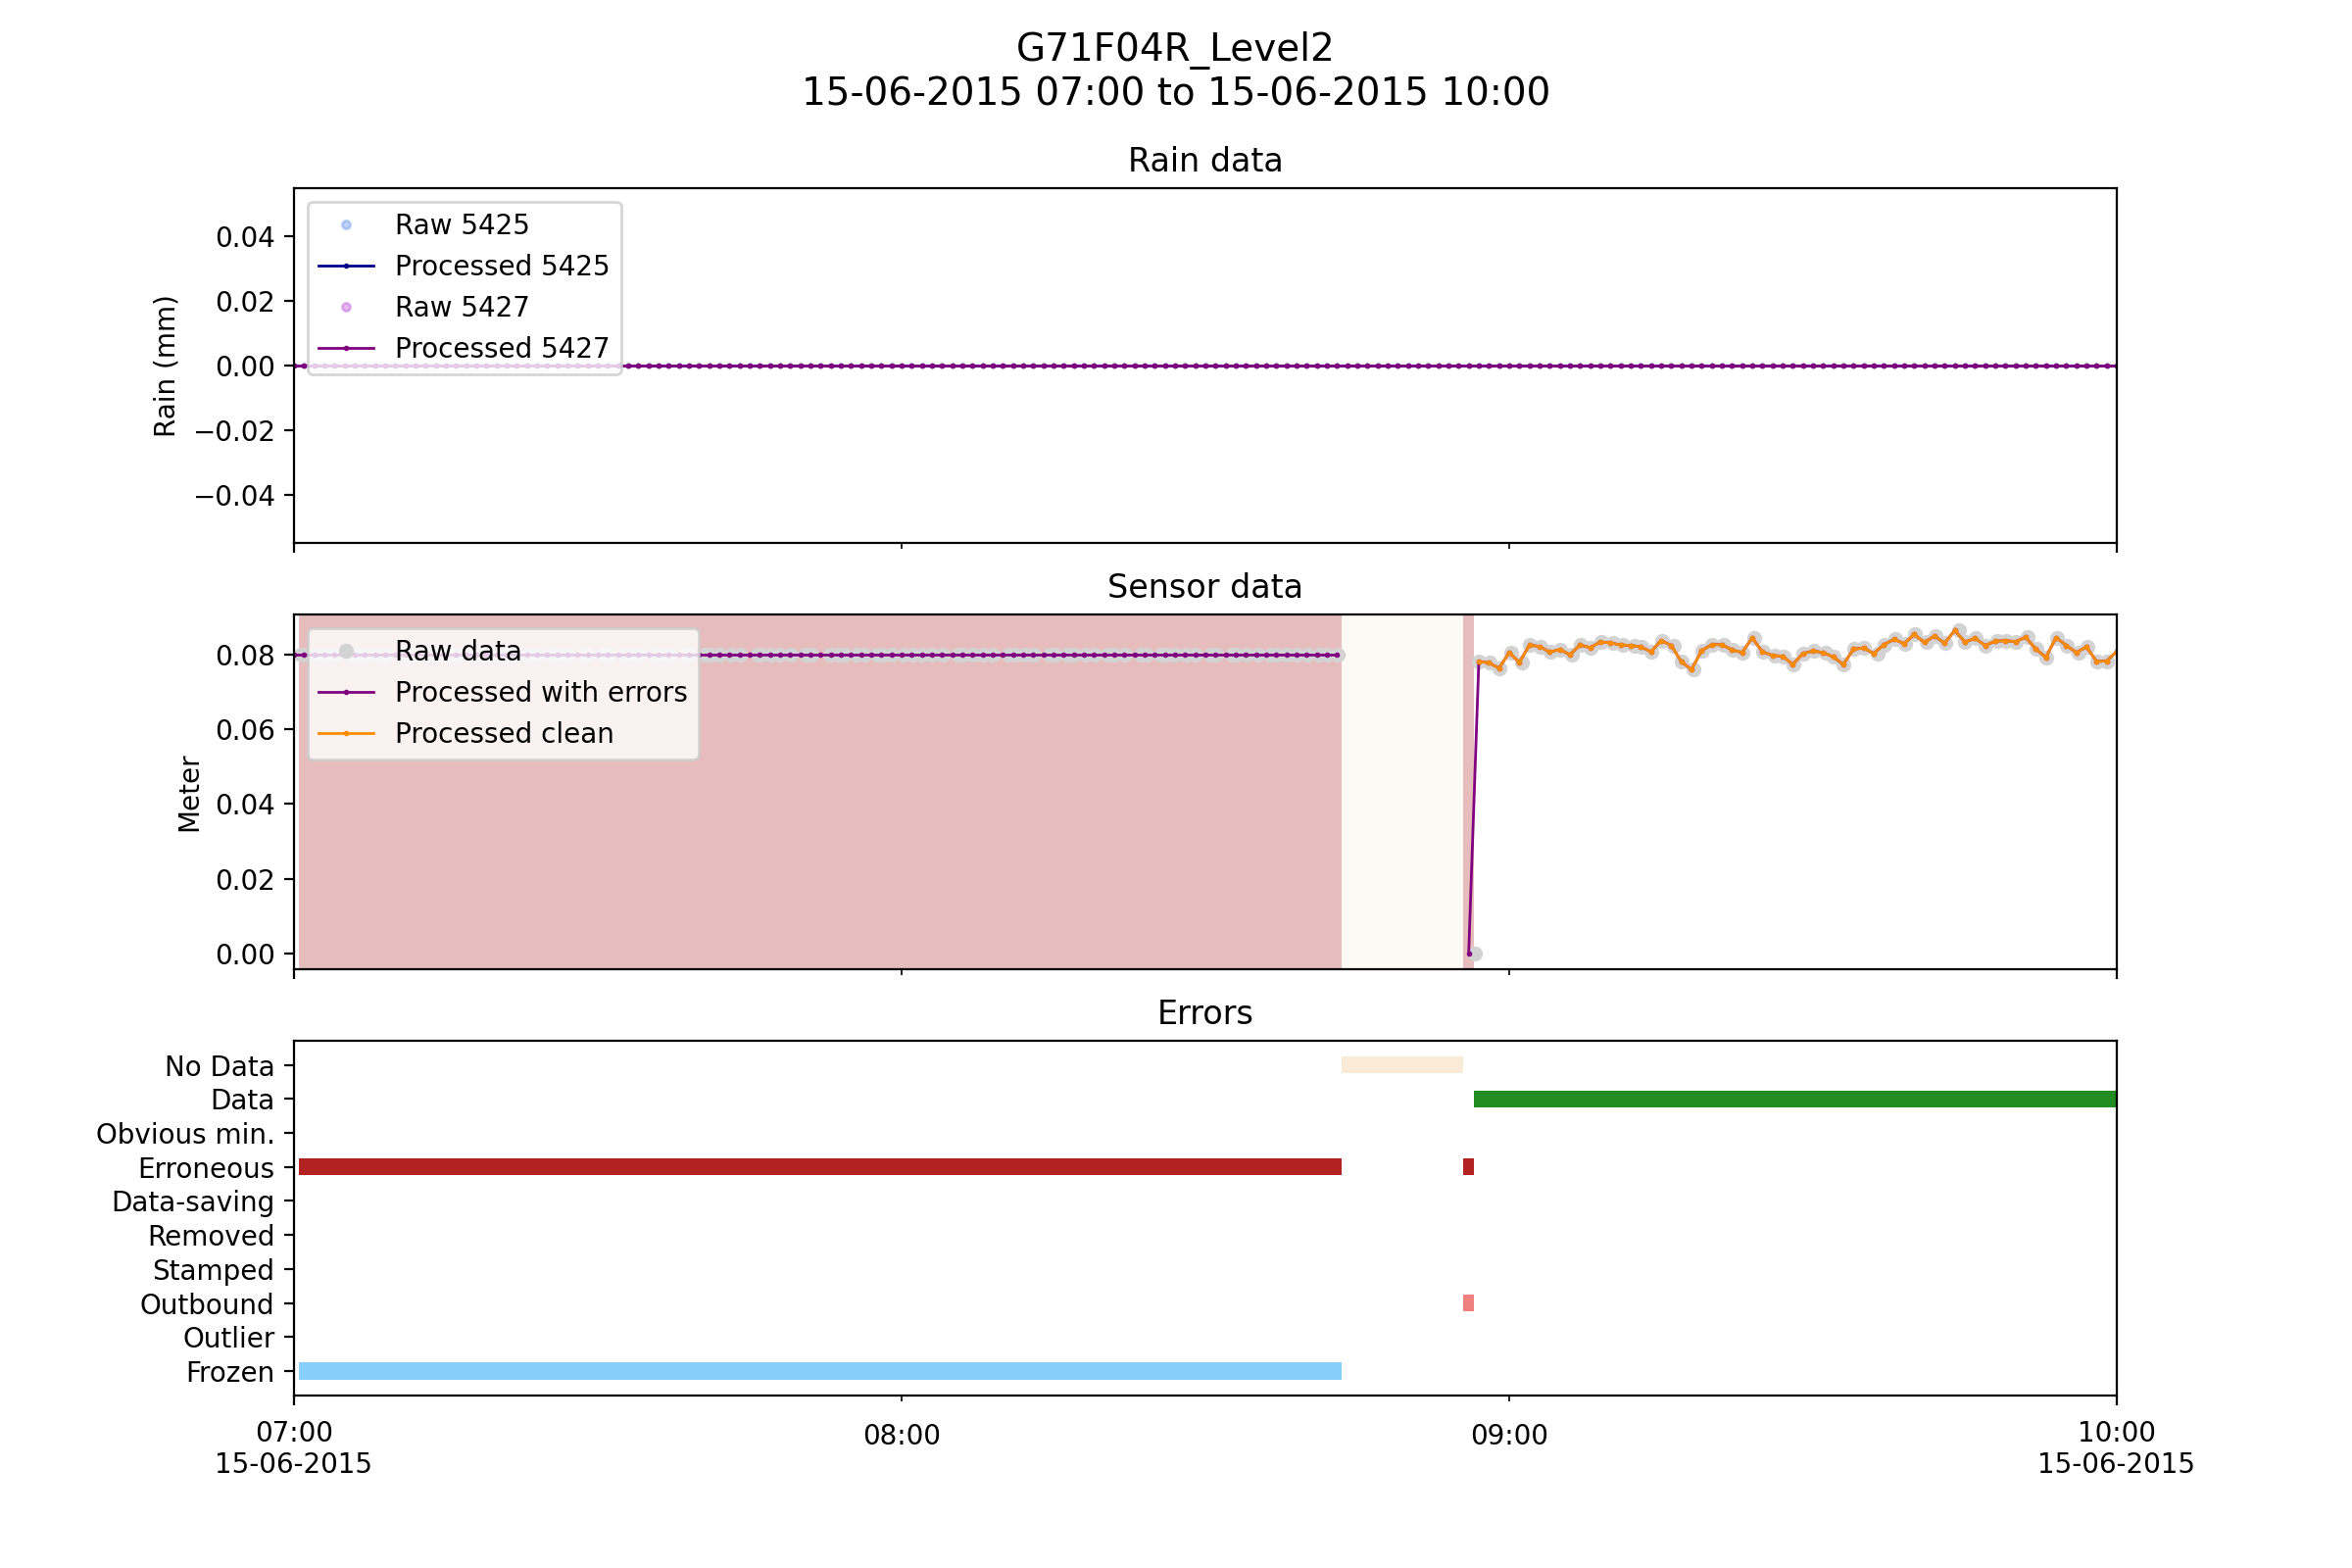 G71F04R_Level2
15-06-2015 07:00 to 15-06-2015 10:00
Rain data
Rain (mm)
0.04
0.02
0.00
−0.02
−0.04
Raw 5425
Processed 5425
Raw 5427
Processed 5427
Sensor data
Meter
0.08
0.06
0.04
0.02
0.00
Raw data
Processed with errors
Processed clean
Errors
No Data
Data
Obvious min.
Erroneous
Data-saving
Removed
Stamped
Outbound
Outlier
Frozen
07:00
15-06-2015
08:00
09:00
10:00
15-06-2015